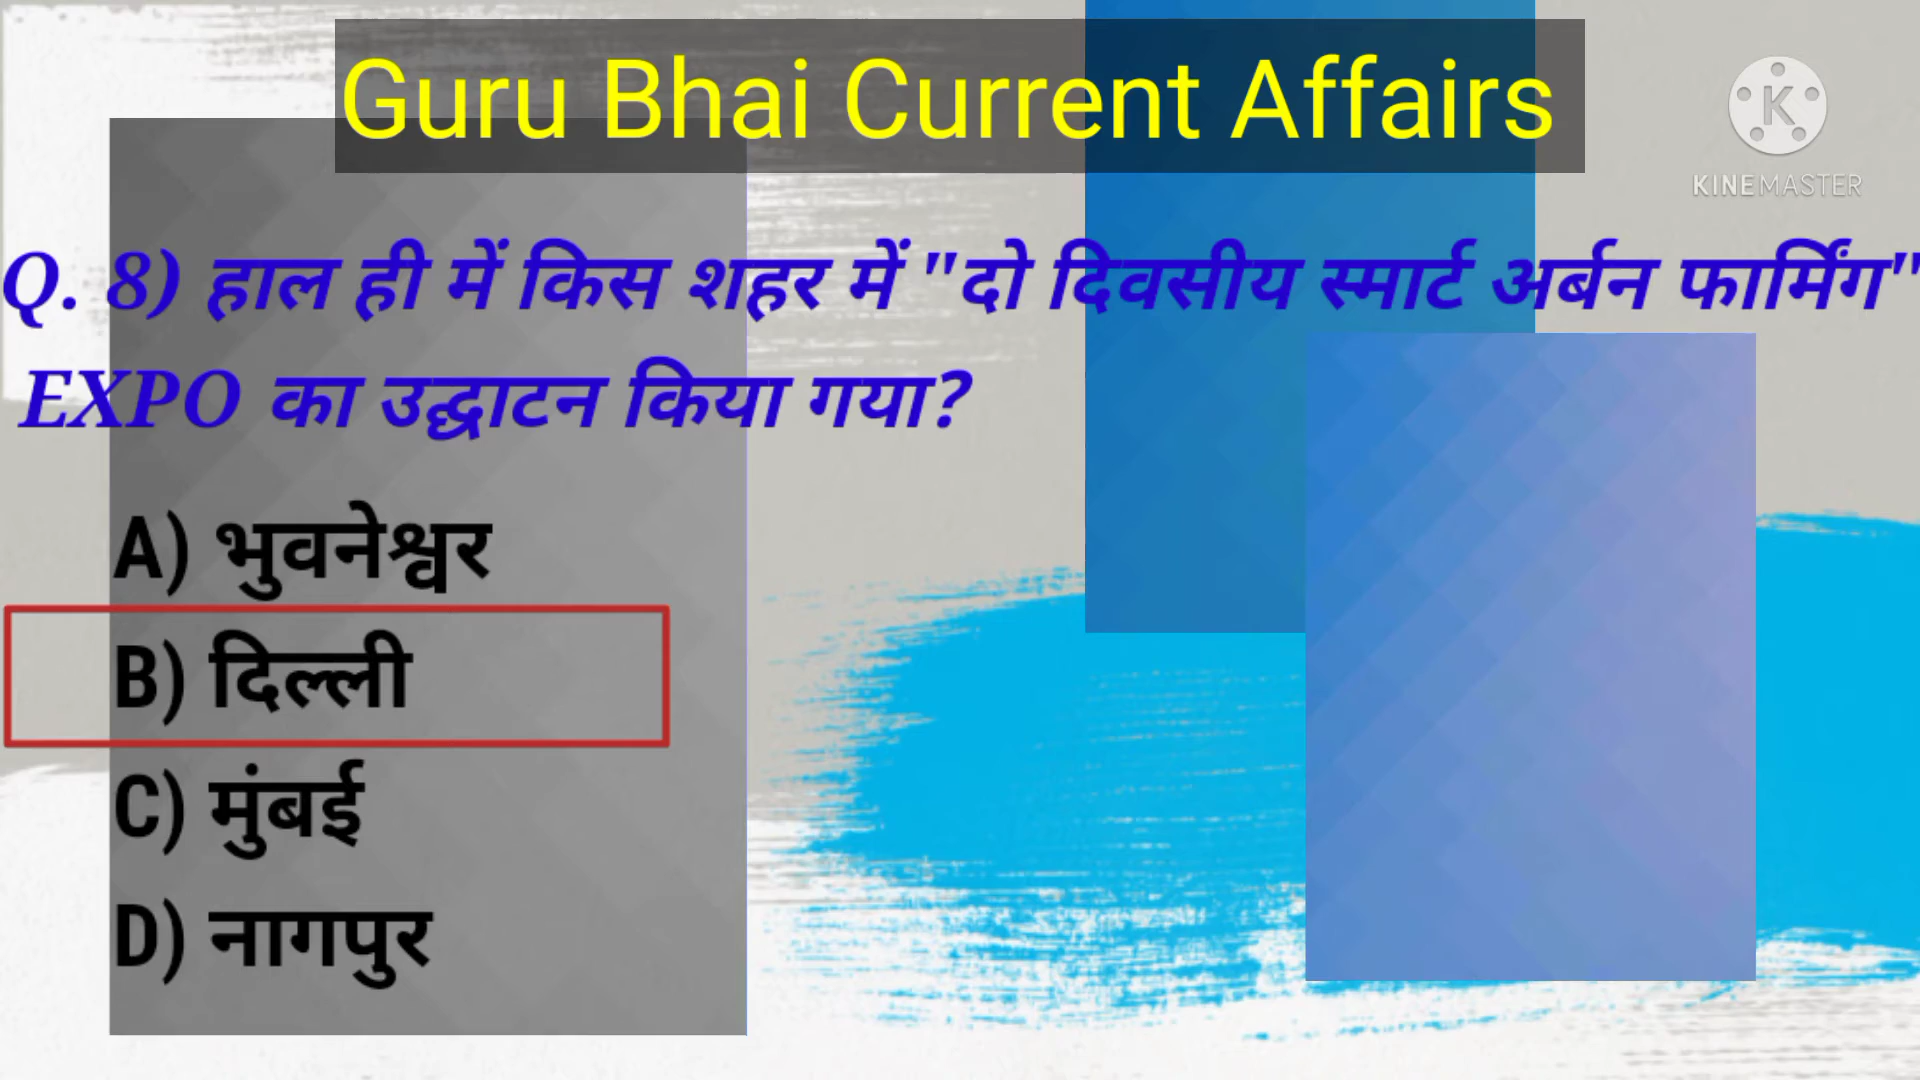 Guru Bhai Current Affairs
KINEMASTER
Q. 8) हाल ही में किस शहर में "दो दिवसीय स्मार्ट अर्बन फार्मिंग"
EXPO का उद्घाटन किया गया?
A) भुवनेश्वर
B) दिल्ली
C) मुंबई
D) नागपुर